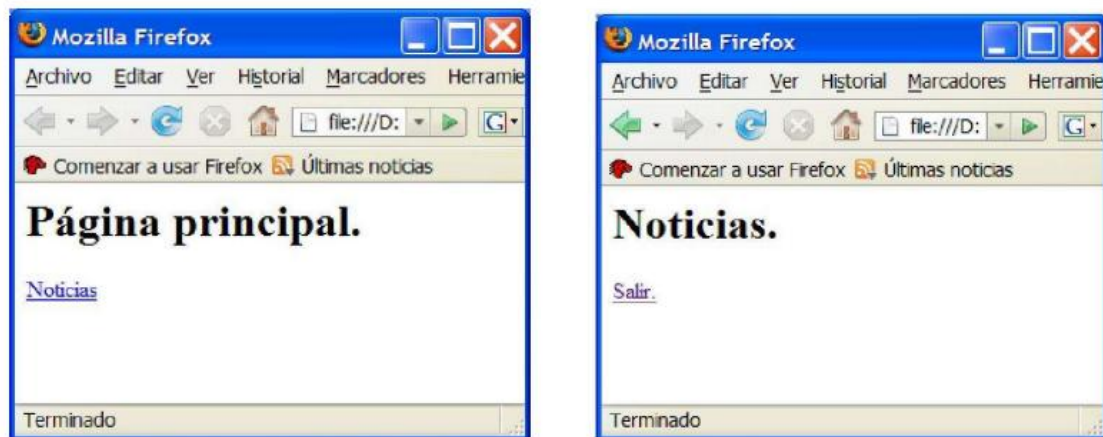 Mozilla Firefox
Archivo Editar Ver Historial Marcadores Herramie
file:///D:
G
Comenzar a usar Firefox Últimas noticias
Página principal.
Noticias
Terminado
Mozilla Firefox
Archivo Editar Ver Historial Marcadores Herramie
file:///D:
G
Comenzar a usar Firefox Últimas noticias
Noticias.
Salir.
Terminado